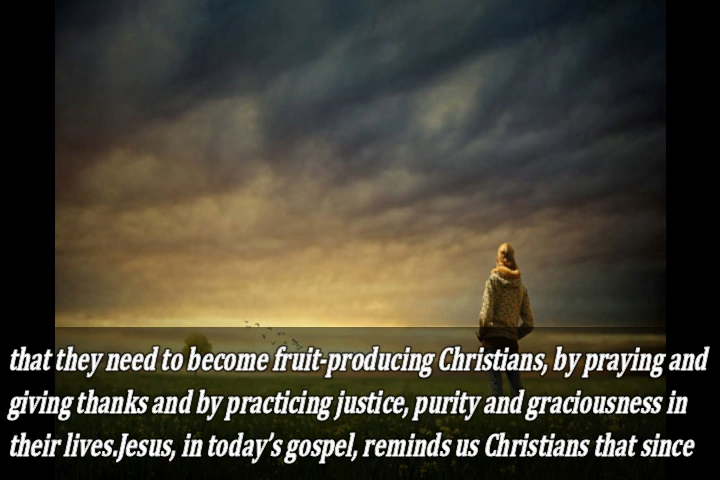 that they need to become fruit-producing Christians, by praying and
giving thanks and by practicing justice, purity and graciousness in
their lives.Jesus, in today's gospel, reminds us Christians that since